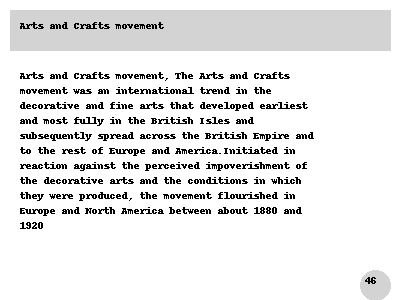 Arts and Crafts movement
Arts and Crafts movement, The Arts and Crafts
movement was an international trend in the
decorative and fine arts that developed earliest
and most fully in the British Isles and
subsequently spread across the British Empire and
to the rest of Europe and America.Initiated in
reaction against the perceived impoverishment of
the decorative arts and the conditions in which
they were produced, the movement flourished in
Europe and North America between about 1880 and
1920
46